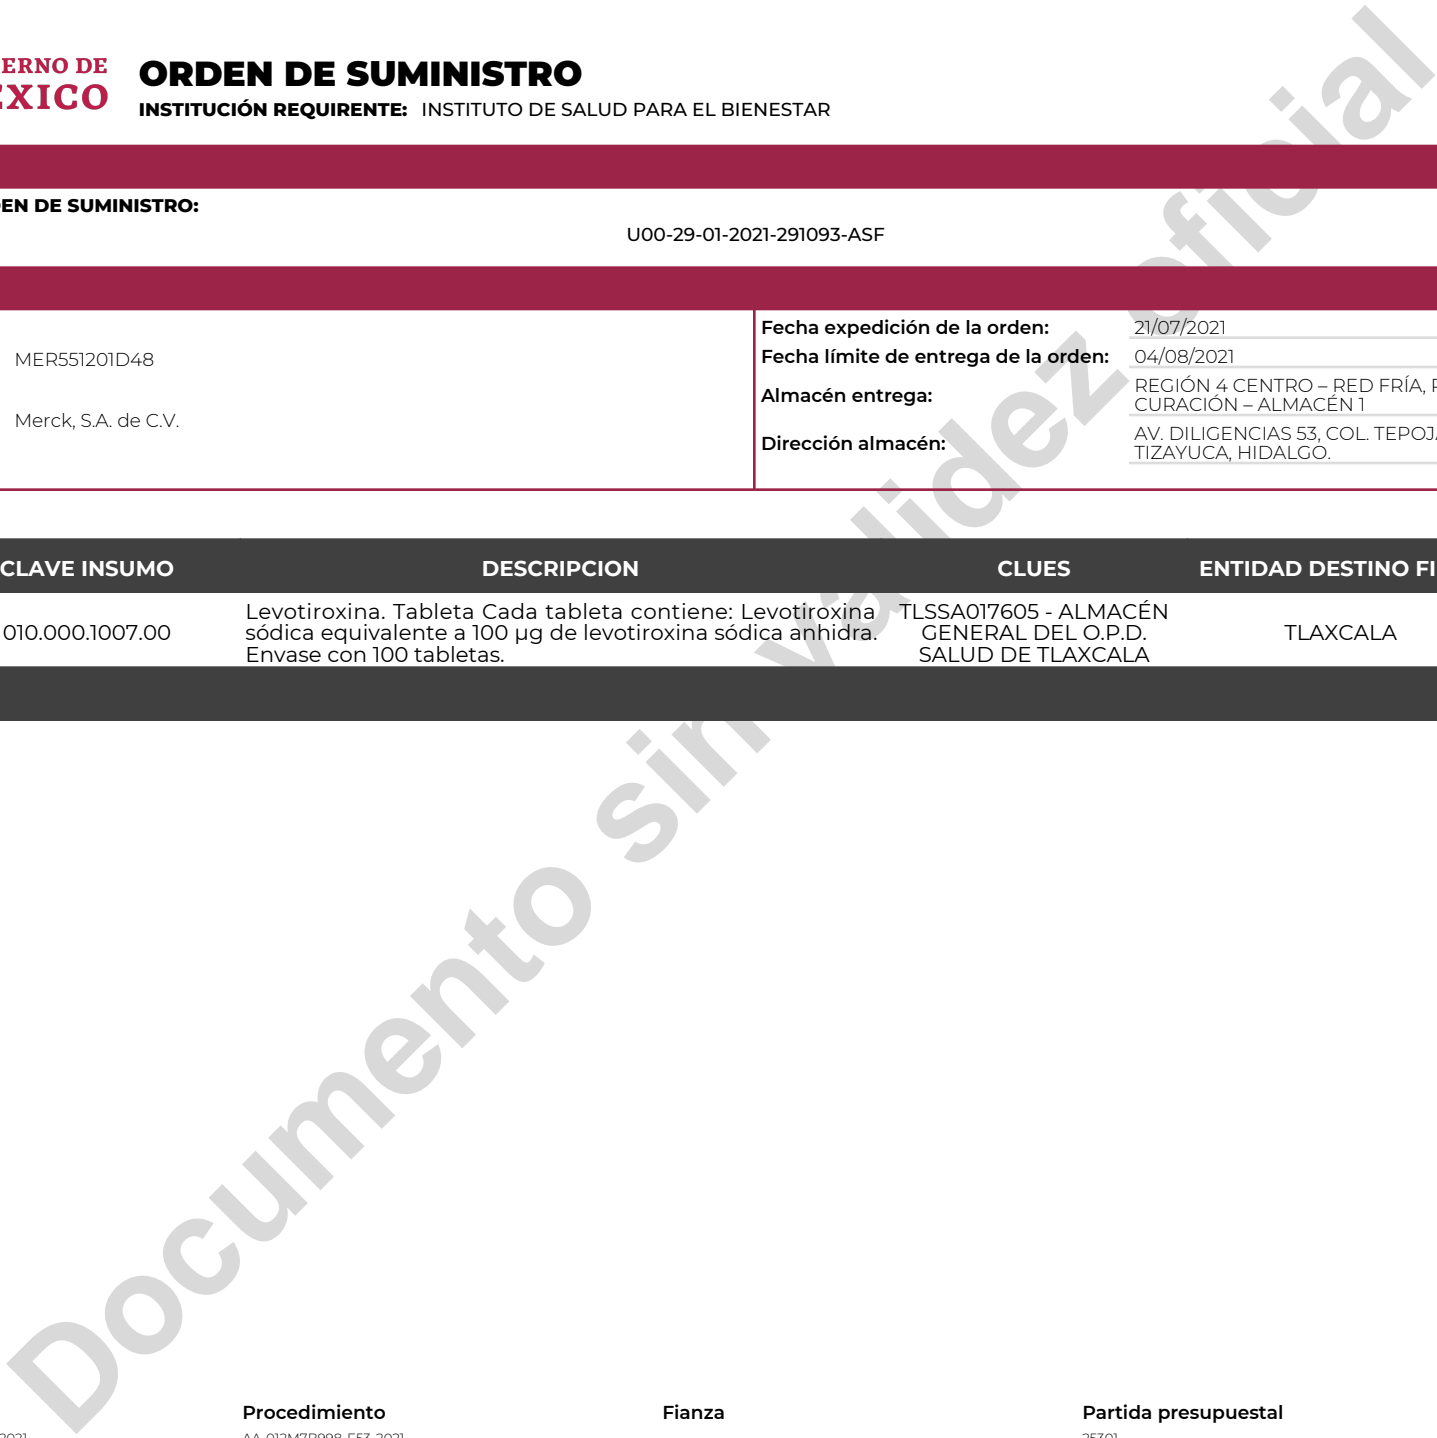 ERNO DE
ORDEN DE SUMINISTRO
EXICO
INSTITUCIÓN REQUIRENTE: INSTITUTO DE SALUD PARA EL BIENESTAR
EN DE SUMINISTRO:
U00-29-01-2021-291093-ASF
MER551201D48
Merck, S.A. de C.V.
Fecha expedición de la orden: 21/07/2021
Fecha límite de entrega de la orden: 04/08/2021
Almacén entrega: REGIÓN 4 CENTRO – RED FRÍA,
CURACIÓN – ALMACÉN 1
Dirección almacén: AV. DILIGENCIAS 53, COL. TEPOJ
TIZAYUCA, HIDALGO.
CLAVE INSUMO DESCRIPCION CLUES ENTIDAD DESTINO FI
010.000.1007.00
Levotiroxina. Tableta Cada tableta contiene: Levotiroxina
sódica equivalente a 100 µg de levotiroxina sódica anhidra.
Envase con 100 tabletas.
TLSSA017605 - ALMACÉN
GENERAL DEL O.P.D.
SALUD DE TLAXCALA
TLAXCALA
Documento sin validez oficial
Procedimiento Fianza Partida presupuestal